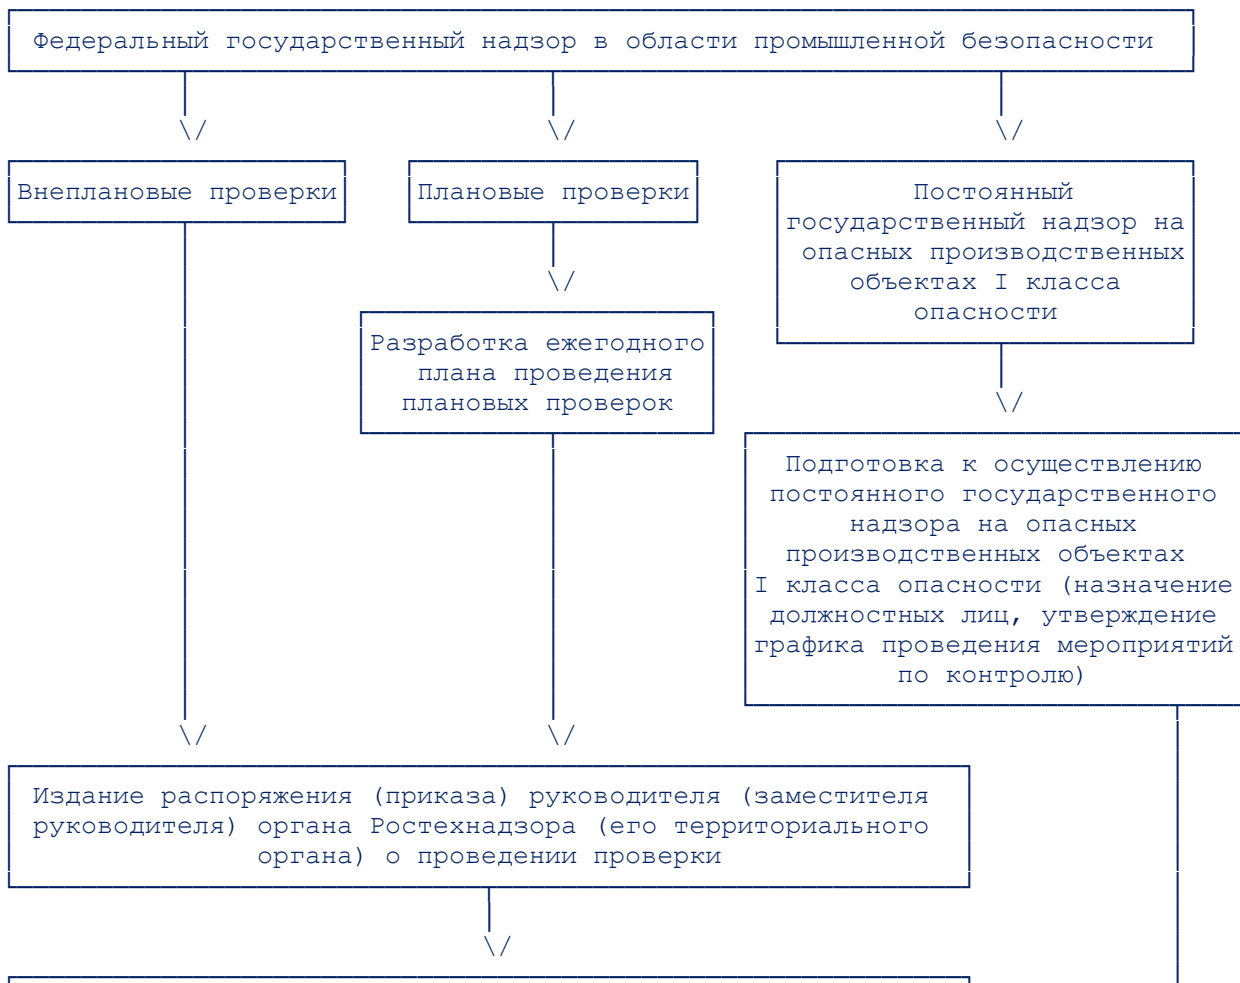 Федеральный государственный надзор в области промышленной безопасности
\/ \/ \/
Внеплановые проверки
Плановые проверки
Постоянный
государственный надзор на
опасных производственных
объектах I класса
опасности
\/
Разработка ежегодного
плана проведения
плановых проверок
\/
Подготовка к осуществлению
постоянного государственного
надзора на опасных
производственных объектах
I класса опасности (назначение
должностных лиц, утверждение
графика проведения мероприятий
по контролю)
\/ \/
Издание распоряжения (приказа) руководителя (заместителя
руководителя) органа Ростехнадзора (его территориального
органа) о проведении проверки
\/